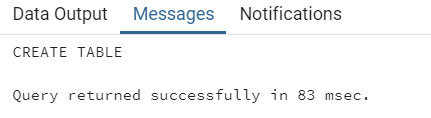 Data Output Messages Notifications
CREATE TABLE
Query returned successfully in 83 msec.